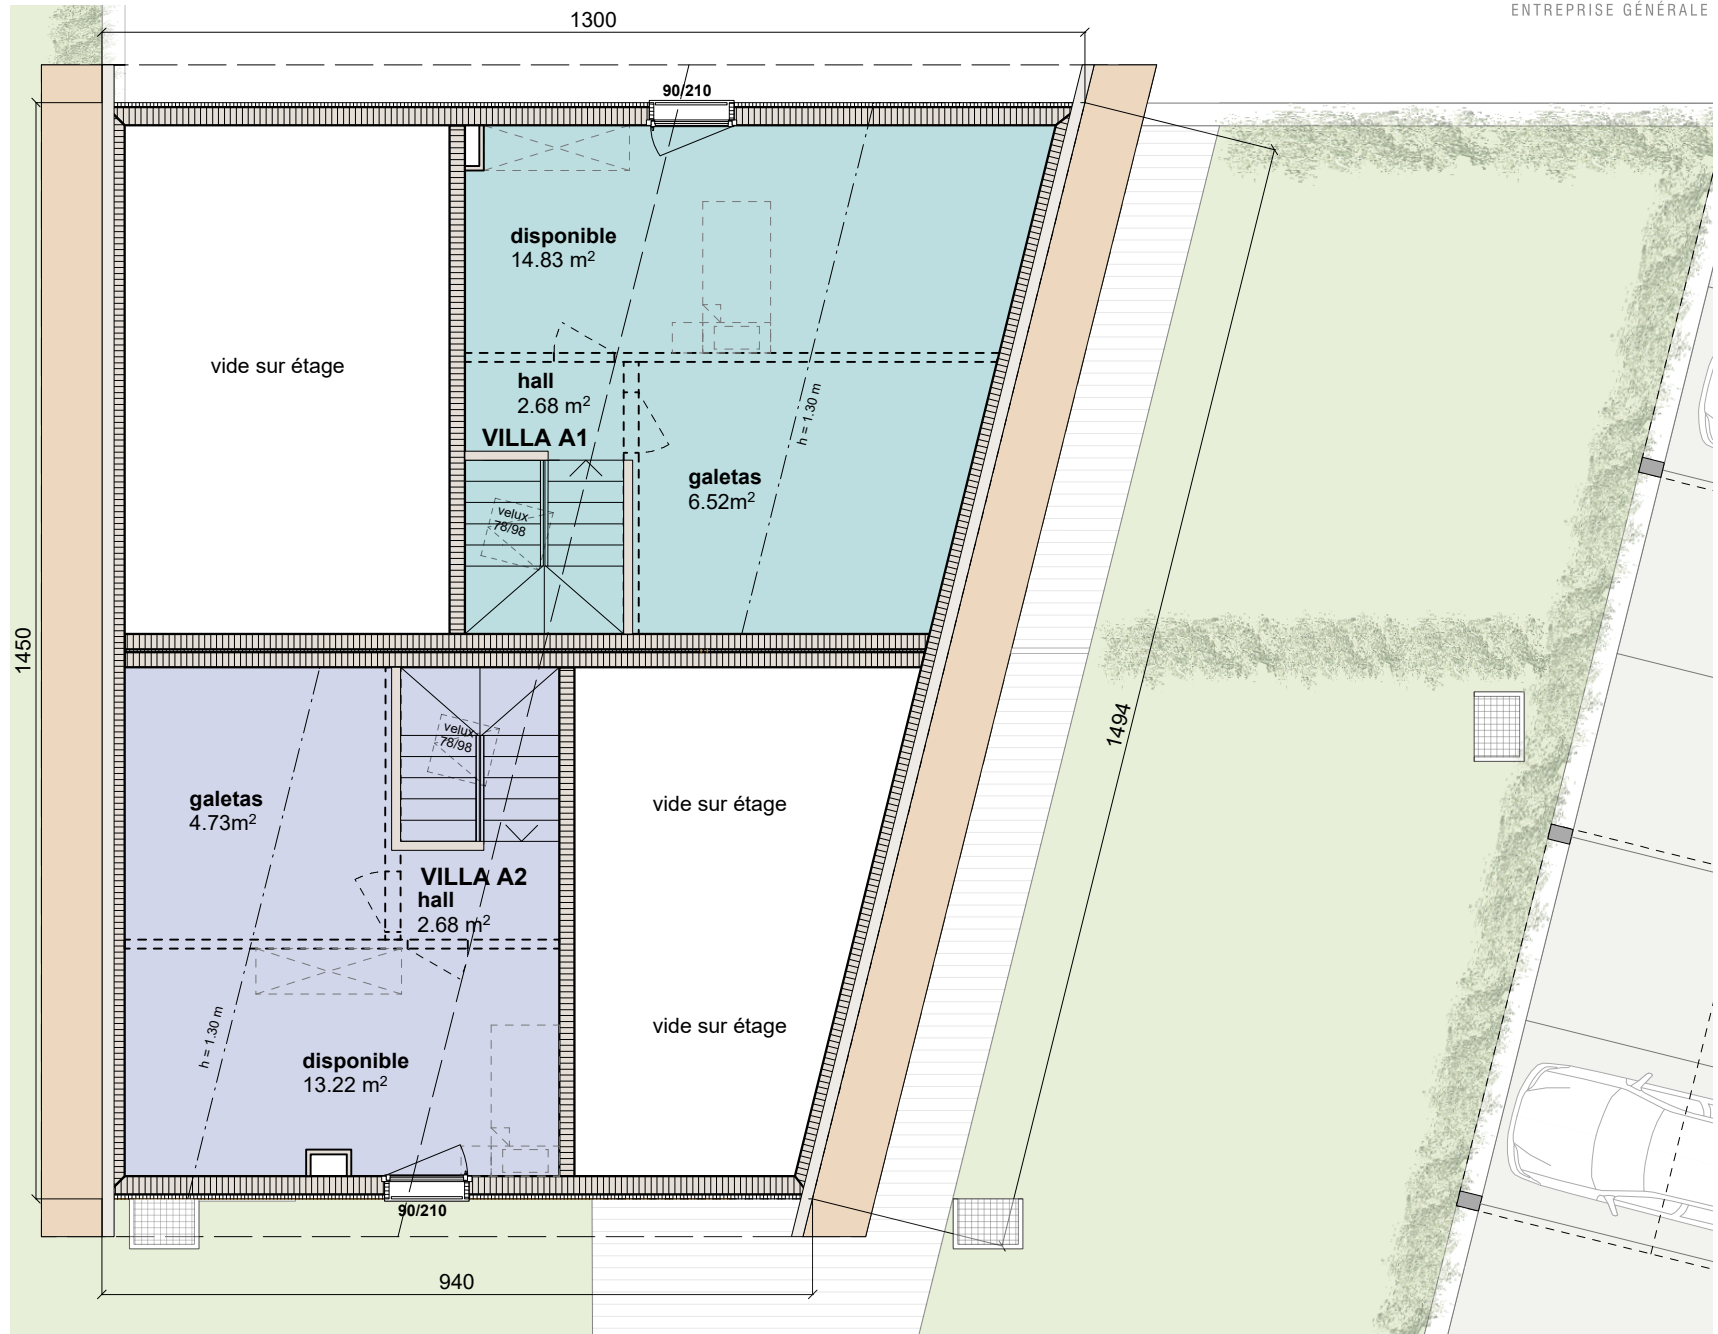 ENTREPRISE GÉNÉRALE
1300
90/210
disponible
14.83 m²
vide sur étage
hall
2.68 m²
h = 1.30 m
VILLA A1
galetas
6.52m²
velux
78/98
1450
1494
velux
78/98
galetas
4.73m²
vide sur étage
VILLA A2
hall
2.68 m²
vide sur étage
h = 1.30 m
disponible
13.22 m²
90/210
940